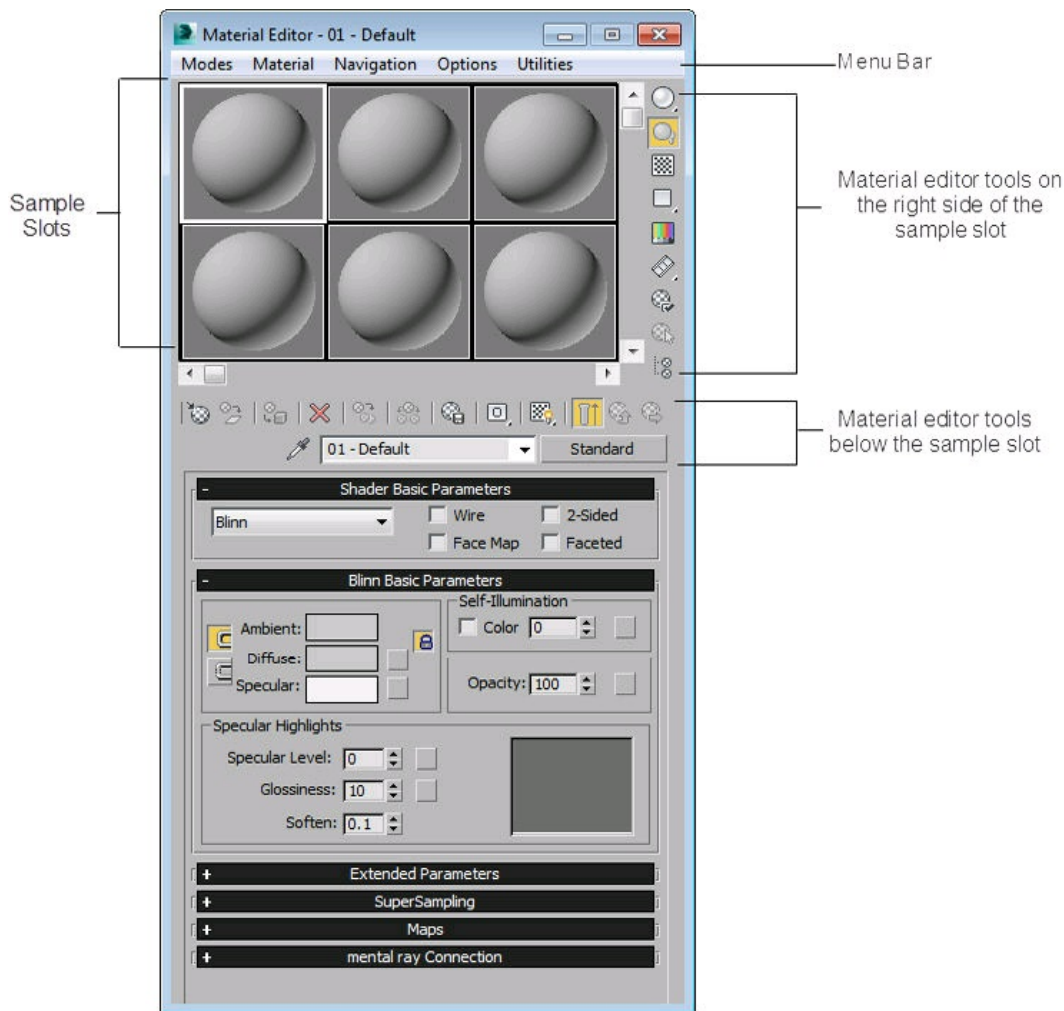 Material Editor - 01 - Default
Modes Material Navigation Options Utilities
Menu Bar
Sample
Slots
Material editor tools on
the right side of the
sample slot
Material editor tools
below the sample slot
01 - Default
Standard
- Shader Basic Parameters
Blinn
Wire
2-Sided
Face Map
Faceted
- Blinn Basic Parameters
Ambient:
Diffuse:
Specular:
Self-Illumination
Color 0
Opacity: 100
Specular Highlights
Specular Level: 0
Glossiness: 10
Soften: 0.1
+ Extended Parameters
+ SuperSampling
+ Maps
+ mental ray Connection